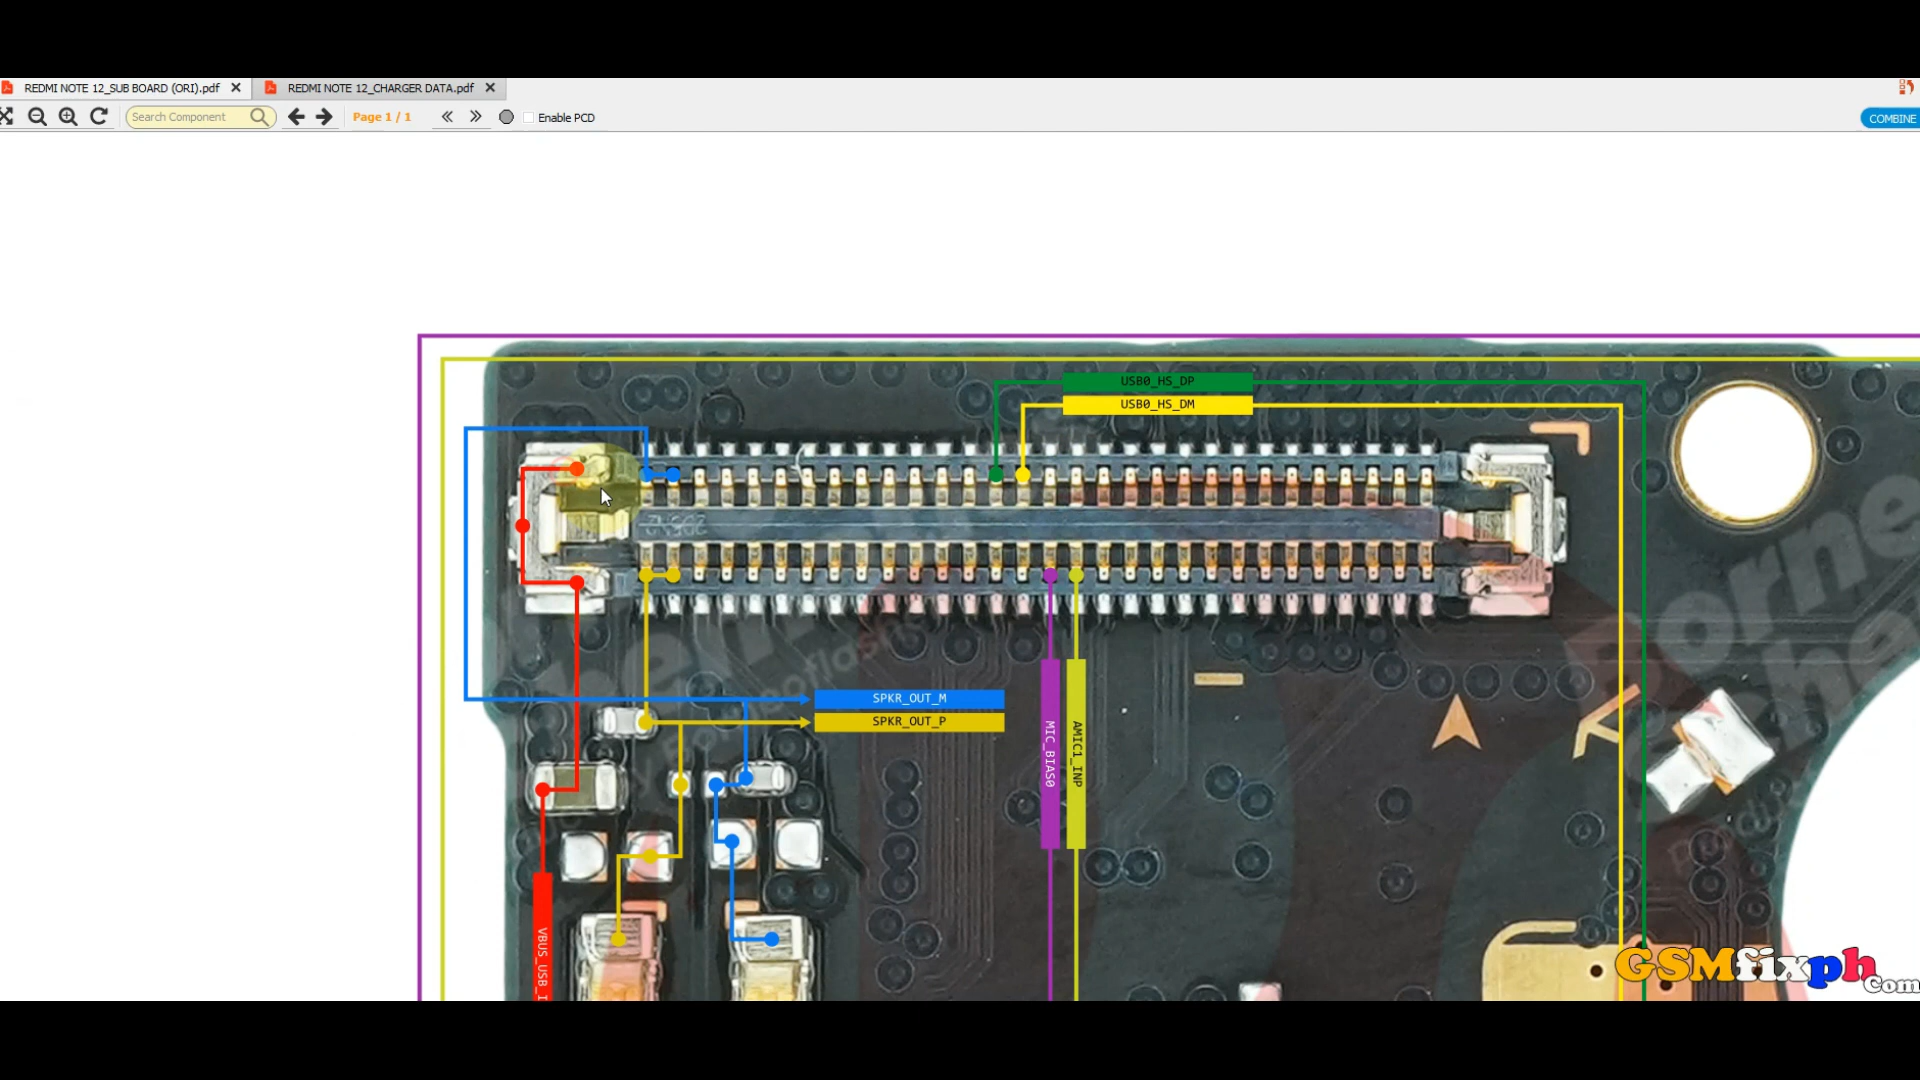 REDMI NOTE 12_SUB BOARD (ORI).pdf
REDMI NOTE 12_CHARGER DATA.pdf
Search Component
Page 1 / 1
Enable PCD
COMBINE
USB0_HS_DP
USB0_HS_DM
SPKR_OUT_M
SPKR_OUT_P
MIC_BIAS0
AMIC1_INP
VBUS_USB_I
K
Borne
GSMfixph
.Com